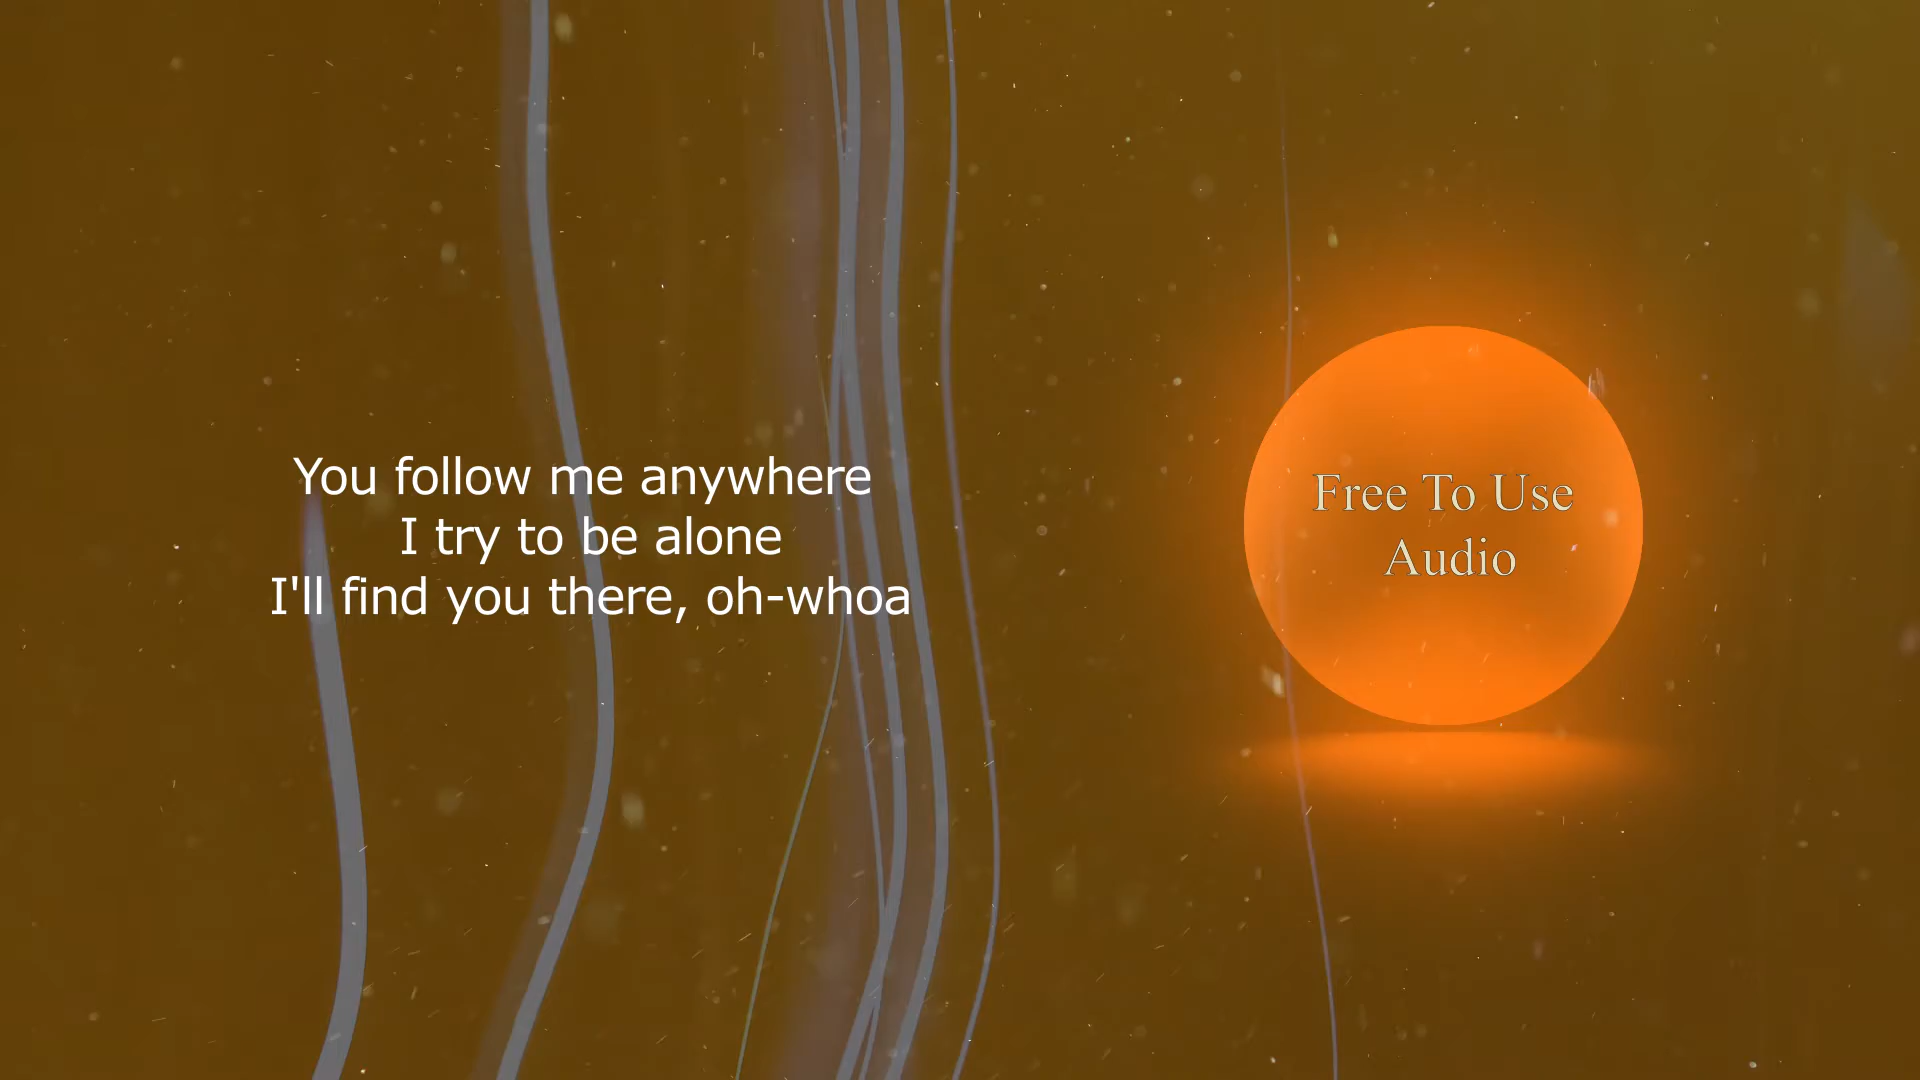 You follow me anywhere
I try to be alone
I'll find you there, oh-whoa
Free To Use
Audio